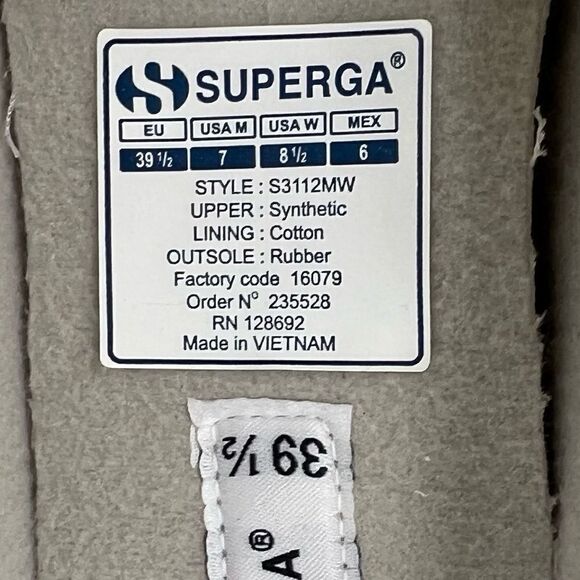 SUPERGA®
EU USA M USA W MEX
39 1/2 7 8 1/2 6
STYLE : S3112MW
UPPER : Synthetic
LINING : Cotton
OUTSOLE : Rubber
Factory code 16079
Order Nº 235528
RN 128692
Made in VIETNAM
39 ½
A®